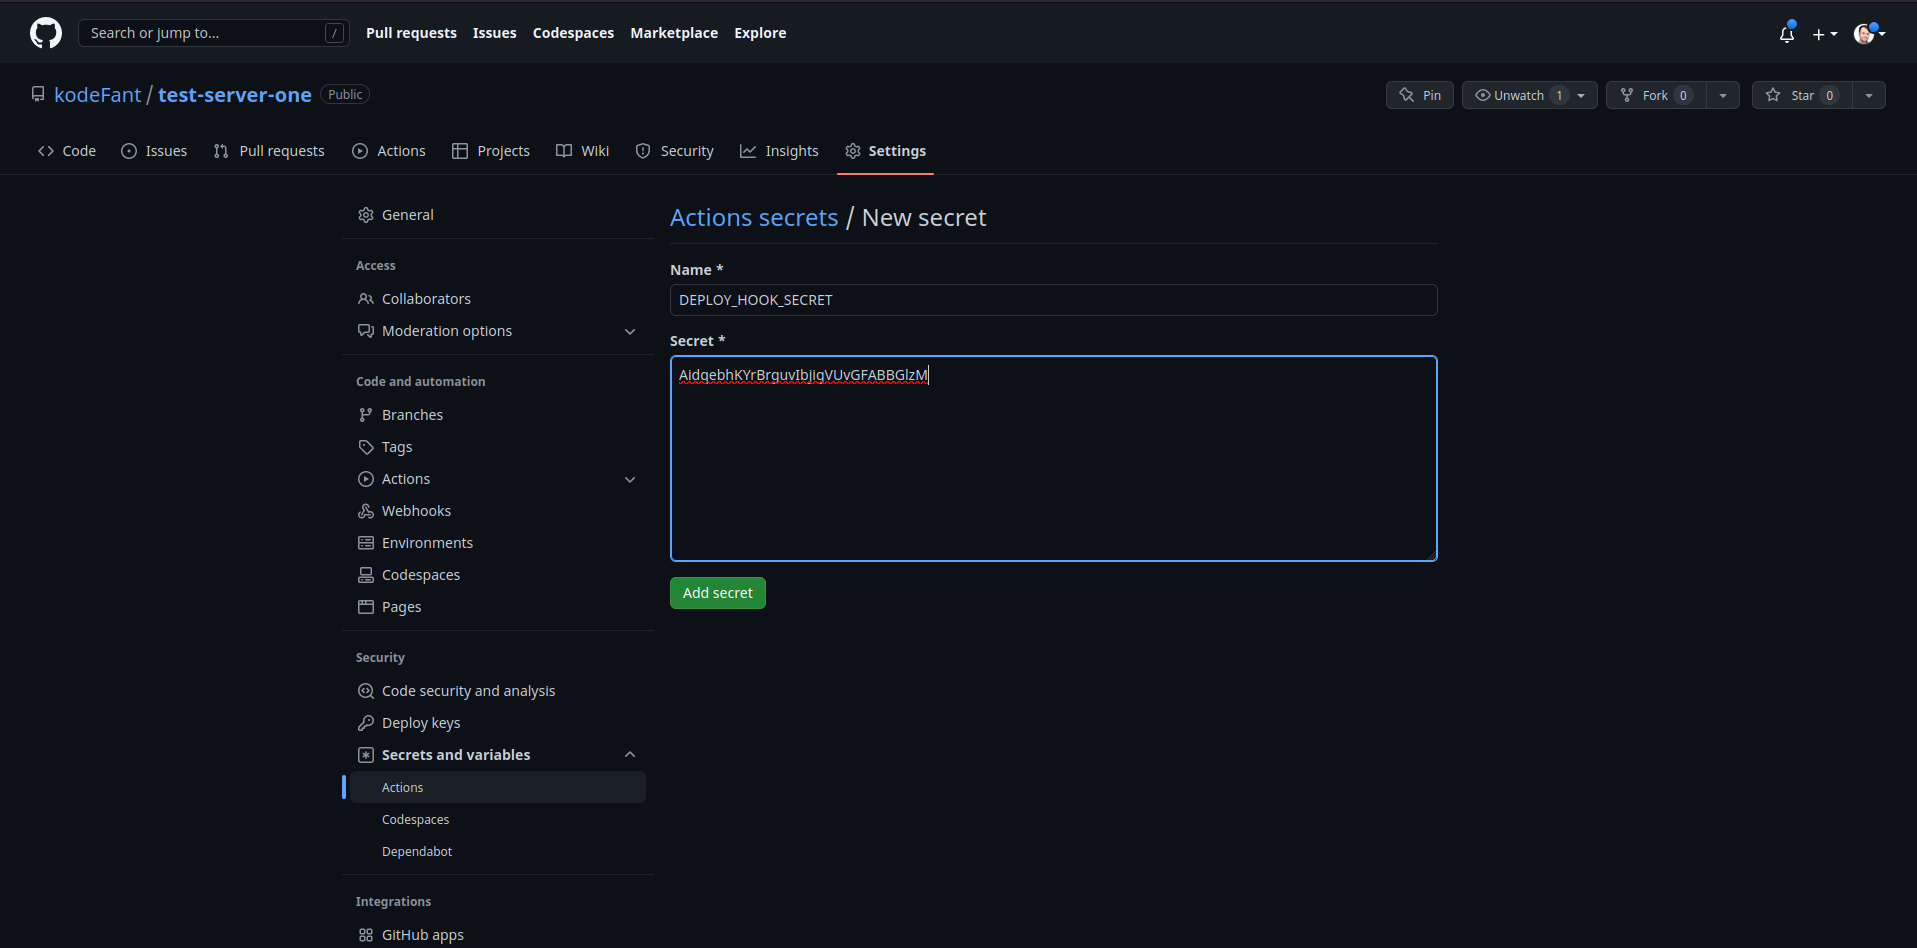 Search or jump to... /
Pull requests Issues Codespaces Marketplace Explore
kodeFant / test-server-one Public
Pin Unwatch 1 Fork 0 Star 0
Code Issues Pull requests Actions Projects Wiki Security Insights Settings
General
Access
Collaborators
Moderation options
Code and automation
Branches
Tags
Actions
Webhooks
Environments
Codespaces
Pages
Security
Code security and analysis
Deploy keys
Secrets and variables
Actions
Codespaces
Dependabot
Integrations
GitHub apps
Actions secrets / New secret
Name *
DEPLOY_HOOK_SECRET
Secret *
Add secret